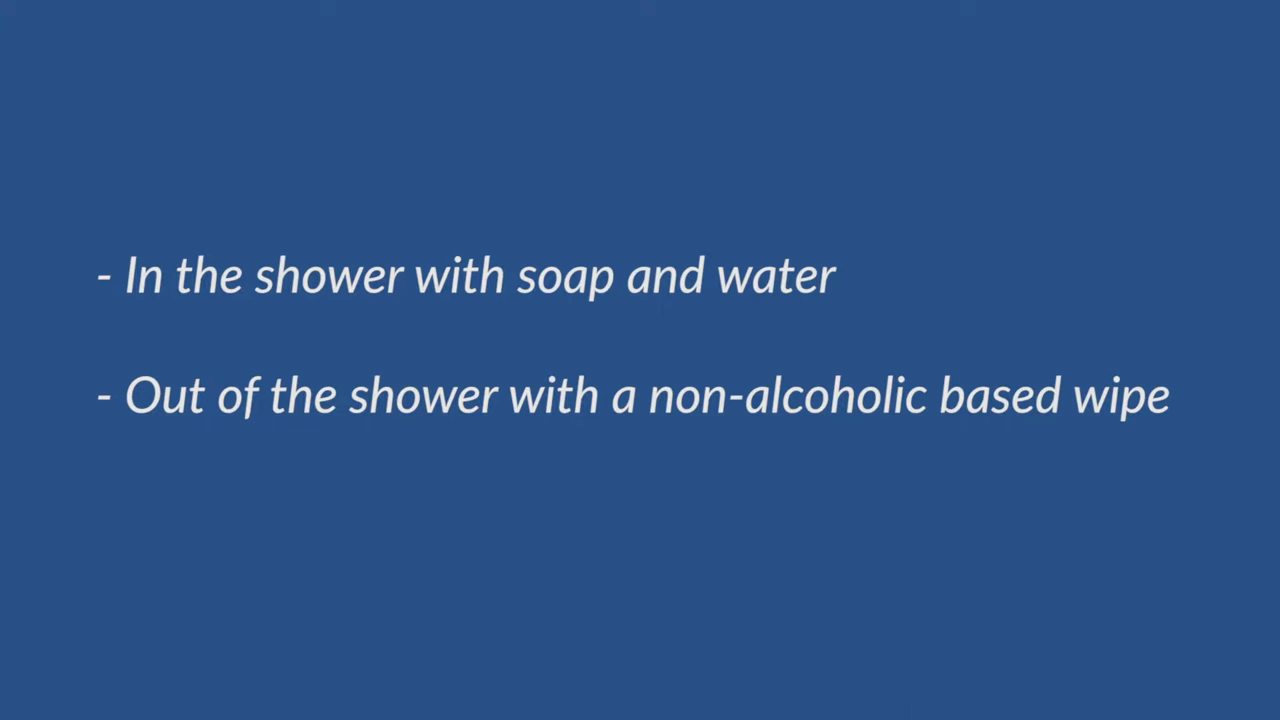 - In the shower with soap and water
- Out of the shower with a non-alcoholic based wipe